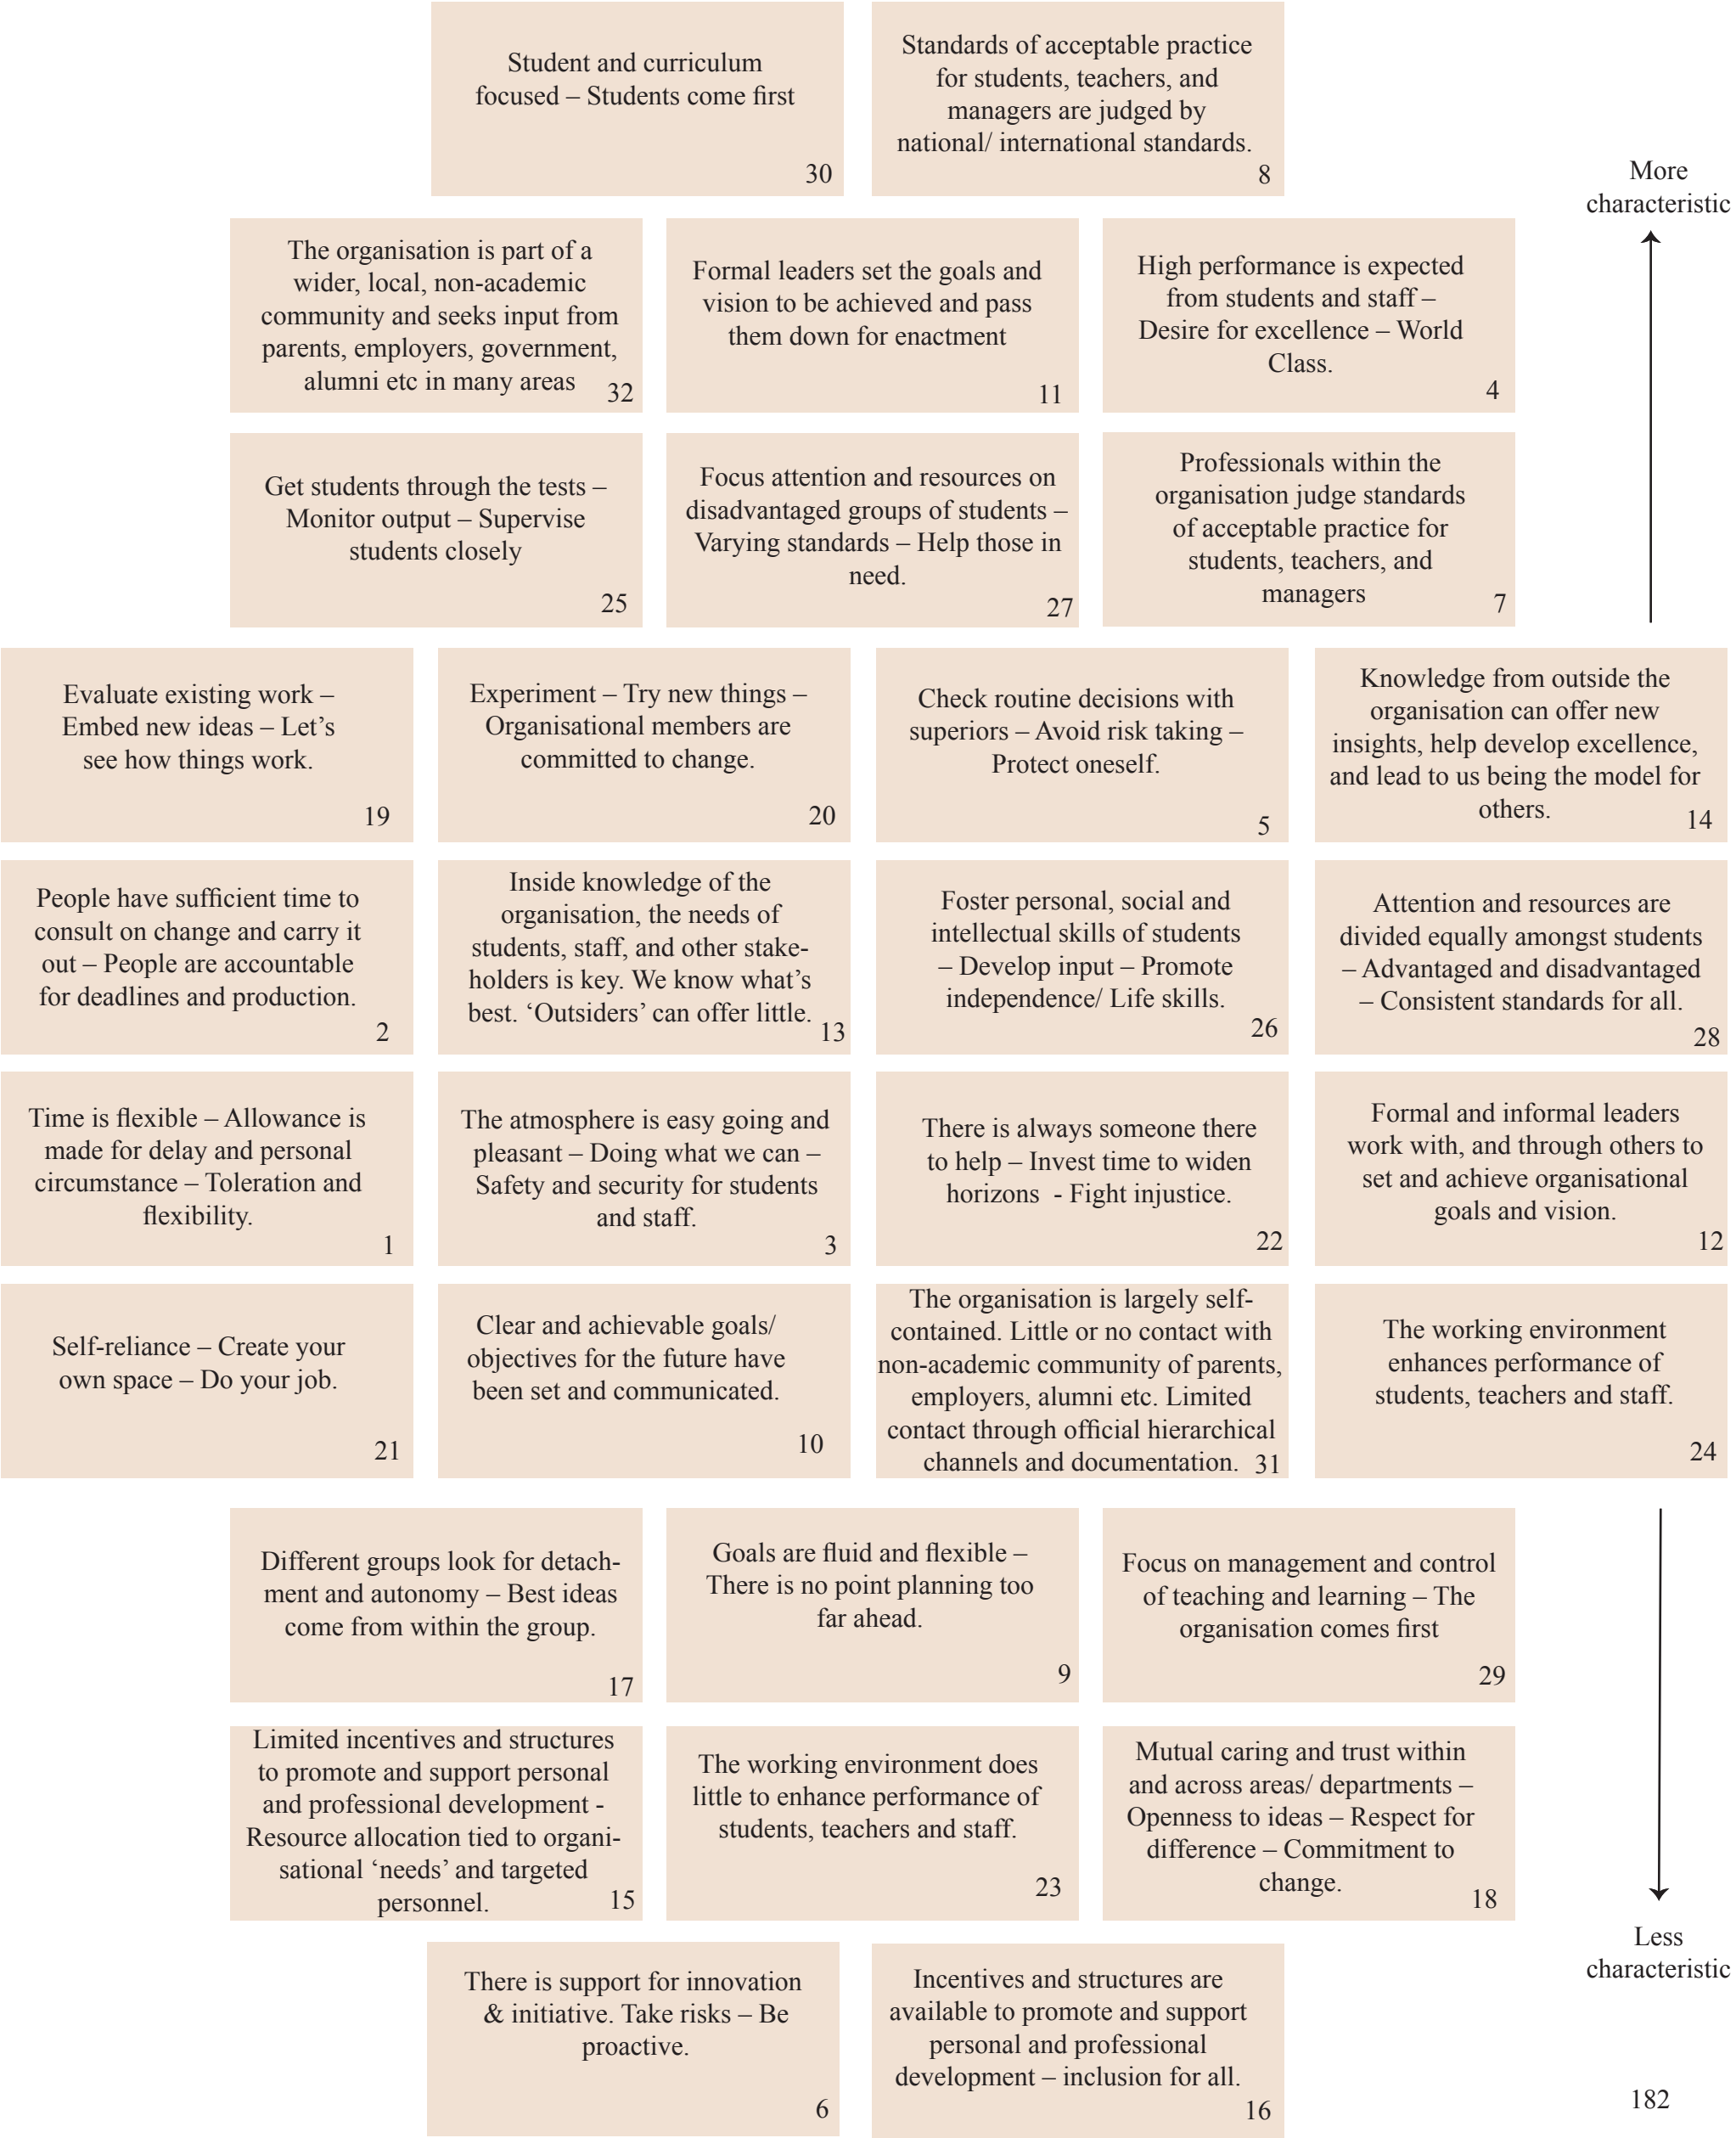 Student and curriculum
focused – Students come first
30
Standards of acceptable practice
for students, teachers, and
managers are judged by
national/ international standards.
8
More
characteristic
The organisation is part of a
wider, local, non-academic
community and seeks input from
parents, employers, government,
alumni etc in many areas
32
Formal leaders set the goals and
vision to be achieved and pass
them down for enactment
11
High performance is expected
from students and staff –
Desire for excellence – World
Class.
4
Get students through the tests –
Monitor output – Supervise
students closely
25
Focus attention and resources on
disadvantaged groups of students –
Varying standards – Help those in
need.
27
Professionals within the
organisation judge standards
of acceptable practice for
students, teachers, and
managers
7
Evaluate existing work –
Embed new ideas – Let’s
see how things work.
19
Experiment – Try new things –
Organisational members are
committed to change.
20
Check routine decisions with
superiors – Avoid risk taking –
Protect oneself.
5
Knowledge from outside the
organisation can offer new
insights, help develop excellence,
and lead to us being the model for
others.
14
People have sufficient time to
consult on change and carry it
out – People are accountable
for deadlines and production.
2
Inside knowledge of the
organisation, the needs of
students, staff, and other stake-
holders is key. We know what’s
best. ‘Outsiders’ can offer little.
13
Foster personal, social and
intellectual skills of students
– Develop input – Promote
independence/ Life skills.
26
Attention and resources are
divided equally amongst students
– Advantaged and disadvantaged
– Consistent standards for all.
28
Time is flexible – Allowance is
made for delay and personal
circumstance – Toleration and
flexibility.
1
The atmosphere is easy going and
pleasant – Doing what we can –
Safety and security for students
and staff.
3
There is always someone there
to help – Invest time to widen
horizons - Fight injustice.
22
Formal and informal leaders
work with, and through others to
set and achieve organisational
goals and vision.
12
Self-reliance – Create your
own space – Do your job.
21
Clear and achievable goals/
objectives for the future have
been set and communicated.
10
The organisation is largely self-
contained. Little or no contact with
non-academic community of parents,
employers, alumni etc. Limited
contact through official hierarchical
channels and documentation.
31
The working environment
enhances performance of
students, teachers and staff.
24
Different groups look for detach-
ment and autonomy – Best ideas
come from within the group.
17
Goals are fluid and flexible –
There is no point planning too
far ahead.
9
Focus on management and control
of teaching and learning – The
organisation comes first
29
Limited incentives and structures
to promote and support personal
and professional development -
Resource allocation tied to organi-
sational ‘needs’ and targeted
personnel.
15
The working environment does
little to enhance performance of
students, teachers and staff.
23
Mutual caring and trust within
and across areas/ departments –
Openness to ideas – Respect for
difference – Commitment to
change.
18
Less
characteristic
There is support for innovation
& initiative. Take risks – Be
proactive.
6
Incentives and structures are
available to promote and support
personal and professional
development – inclusion for all.
16
182